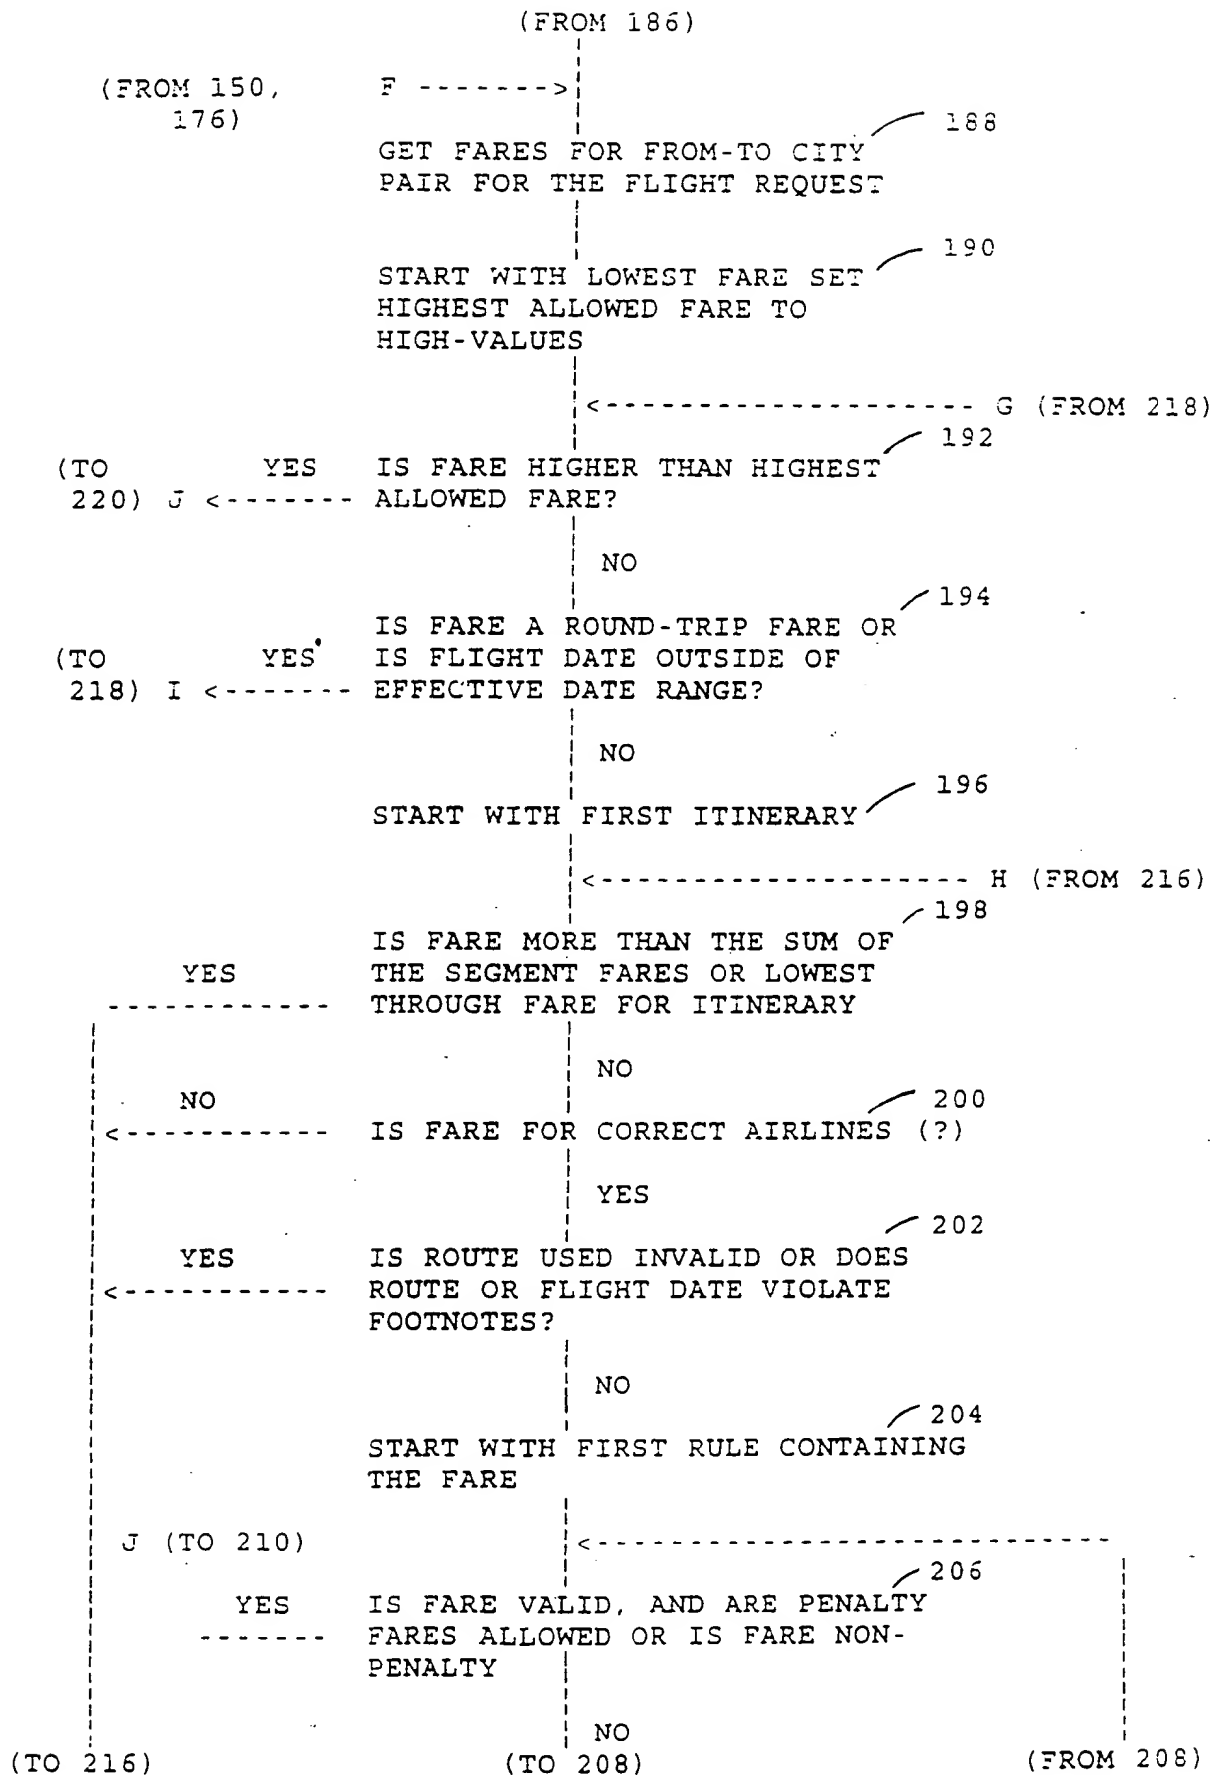 (FROM 186)
(FROM 150, F ------->
176)
188
GET FARES FOR FROM-TO CITY
PAIR FOR THE FLIGHT REQUEST
190
START WITH LOWEST FARE SET
HIGHEST ALLOWED FARE TO
HIGH-VALUES
<------------------- G (FROM 218)
192
(TO YES IS FARE HIGHER THAN HIGHEST
220) J <------- ALLOWED FARE?
NO
194
IS FARE A ROUND-TRIP FARE OR
(TO YES IS FLIGHT DATE OUTSIDE OF
218) I <------- EFFECTIVE DATE RANGE?
NO
196
START WITH FIRST ITINERARY
<------------------- H (FROM 216)
198
IS FARE MORE THAN THE SUM OF
YES THE SEGMENT FARES OR LOWEST
------------ THROUGH FARE FOR ITINERARY
NO
NO 200
<----------- IS FARE FOR CORRECT AIRLINES (?)
YES
202
YES IS ROUTE USED INVALID OR DOES
<----------- ROUTE OR FLIGHT DATE VIOLATE
FOOTNOTES?
NO
204
START WITH FIRST RULE CONTAINING
THE FARE
J (TO 210) <----------------------------
206
YES IS FARE VALID, AND ARE PENALTY
------- FARES ALLOWED OR IS FARE NON-
PENALTY
NO
(TO 216) (TO 208) (FROM 208)